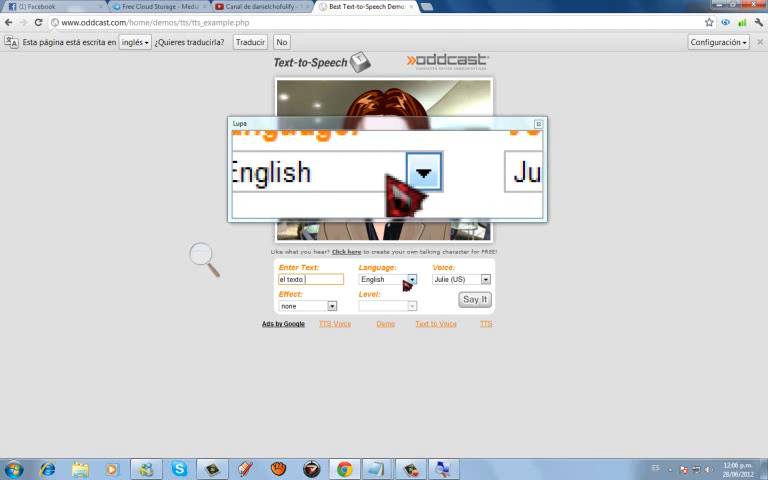 (1) Facebook
Free Cloud Storage - Media
Canal de danielchofulify -
Best Text-to-Speech Demo:
www.oddcast.com/home/demos/tts/tts_example.php
Esta página está escrita en inglés ¿Quieres traducirla? Traducir No Configuración
Text-to-Speech
oddcast
Lupa
Language:
English
Ju
Like what you hear? Click here to create your own talking character for FREE!
Enter Text: Language: Voice:
el texto English Julie (US)
Effect: Level:
none
Say It
Ads by Google TTS Voice Demo Text to Voice TTS
ES
12:06 p.m.
28/06/2012